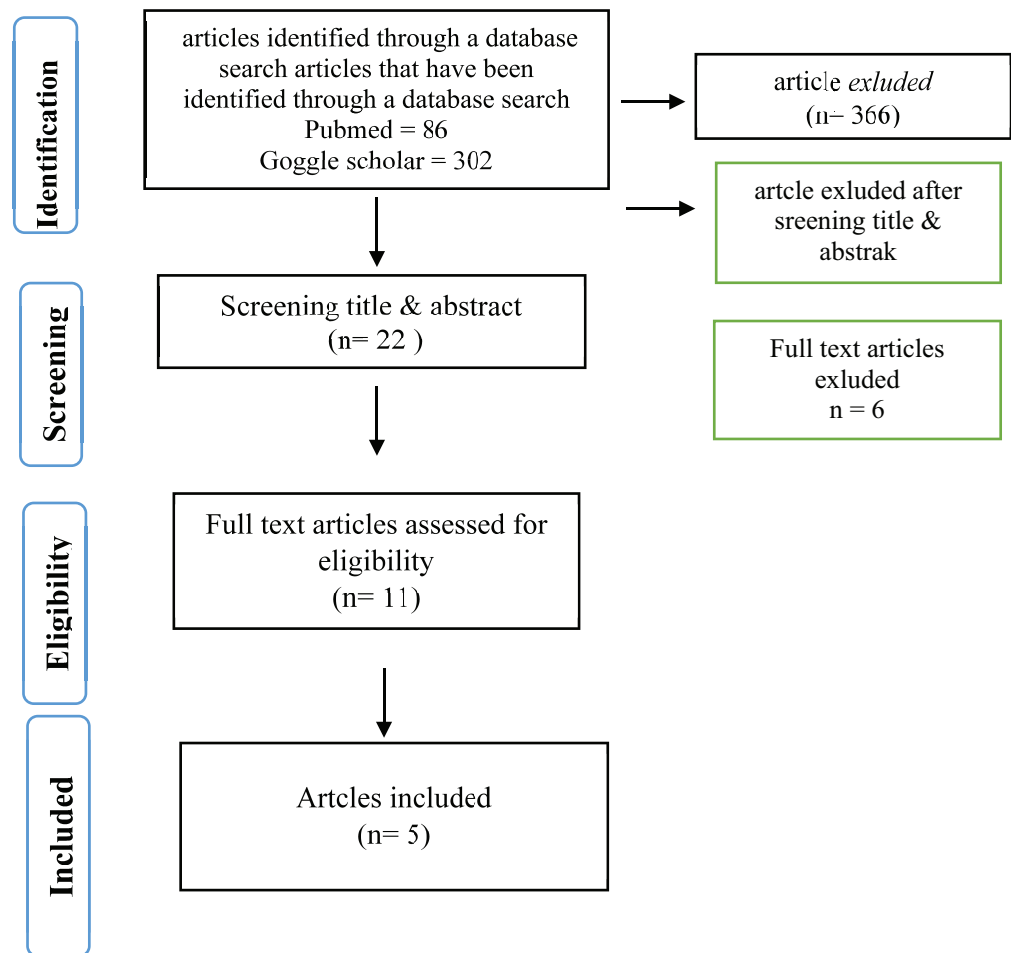 Identification
articles identified through a database
search articles that have been
identified through a database search
Pubmed = 86
Goggle scholar = 302
article exluded
(n= 366)
artcle exluded after
sreening title &
abstrak
Screening
Screening title & abstract
(n= 22 )
Full text articles
exluded
n = 6
Eligibility
Full text articles assessed for
eligibility
(n= 11)
Included
Artcles included
(n= 5)